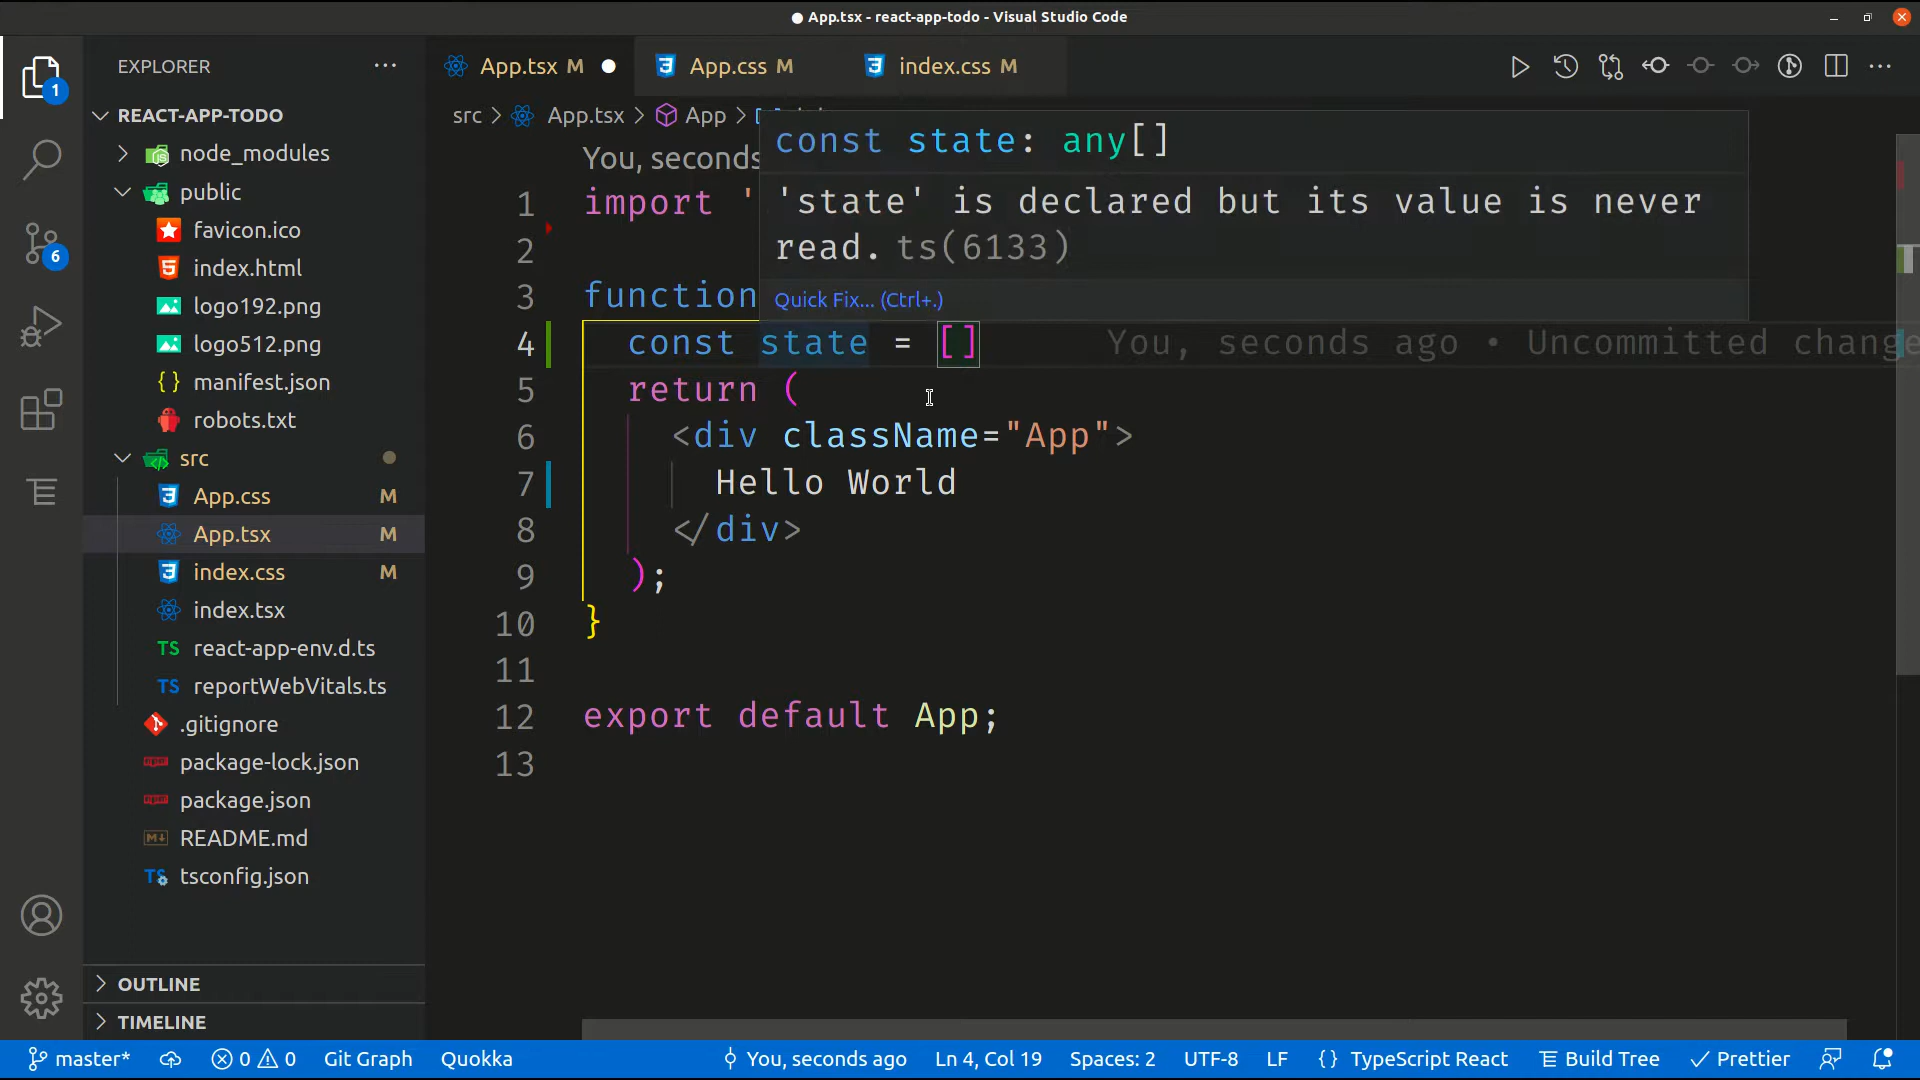 ● App.tsx - react-app-todo - Visual Studio Code
EXPLORER
App.tsx M
App.css M
index.css M
1
6
REACT-APP-TODO
node_modules
public
favicon.ico
index.html
logo192.png
logo512.png
manifest.json
robots.txt
src
App.css M
App.tsx M
index.css M
index.tsx
TS react-app-env.d.ts
TS reportWebVitals.ts
.gitignore
package-lock.json
package.json
README.md
tsconfig.json
OUTLINE
TIMELINE
src > App.tsx > App >
You, seconds
const state: any[]
'state' is declared but its value is never
read. ts(6133)
Quick Fix... (Ctrl+.)
1 import '
2
3 function
4 const state = [] You, seconds ago • Uncommitted change
5 return (
6 <div className="App">
7 Hello World
8 </div>
9 );
10 }
11
12 export default App;
13
master* 0 0 Git Graph Quokka You, seconds ago Ln 4, Col 19 Spaces: 2 UTF-8 LF {} TypeScript React Build Tree Prettier